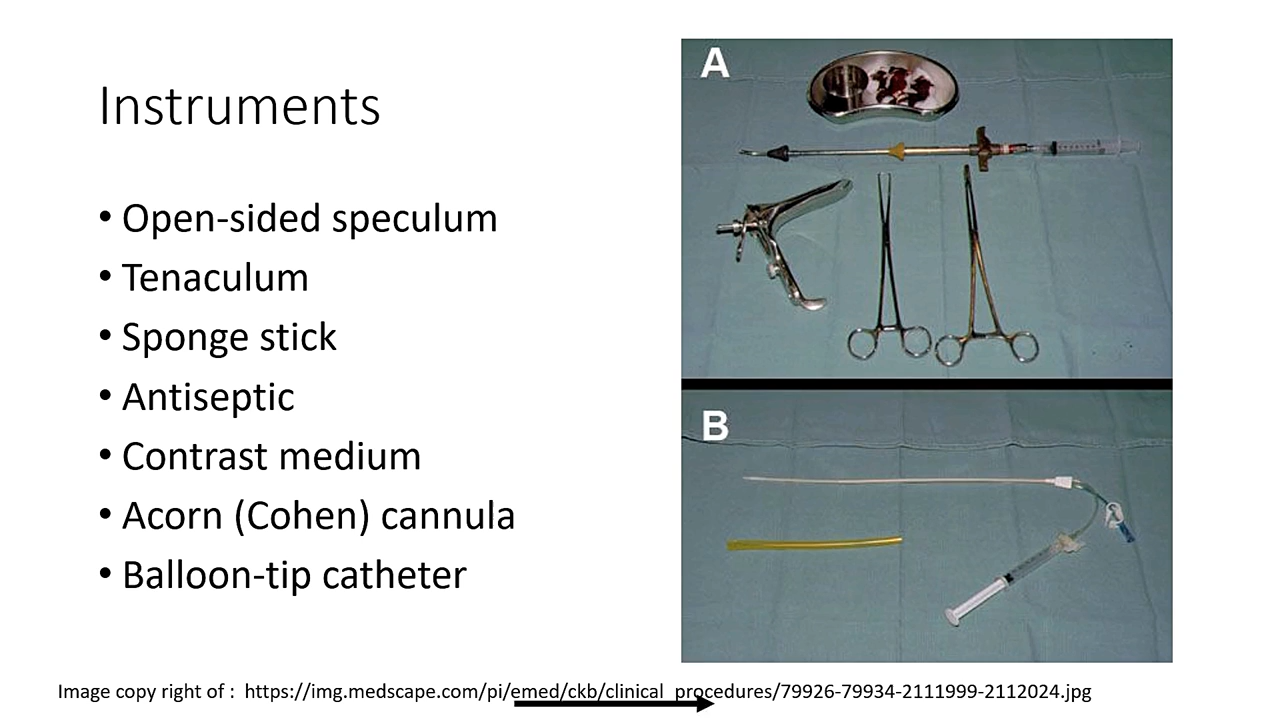 Instruments
• Open-sided speculum
• Tenaculum
• Sponge stick
• Antiseptic
• Contrast medium
• Acorn (Cohen) cannula
• Balloon-tip catheter
A
B
Image copy right of :  https://img.medscape.com/pi/emed/ckb/clinical_procedures/79926-79934-2111999-2112024.jpg